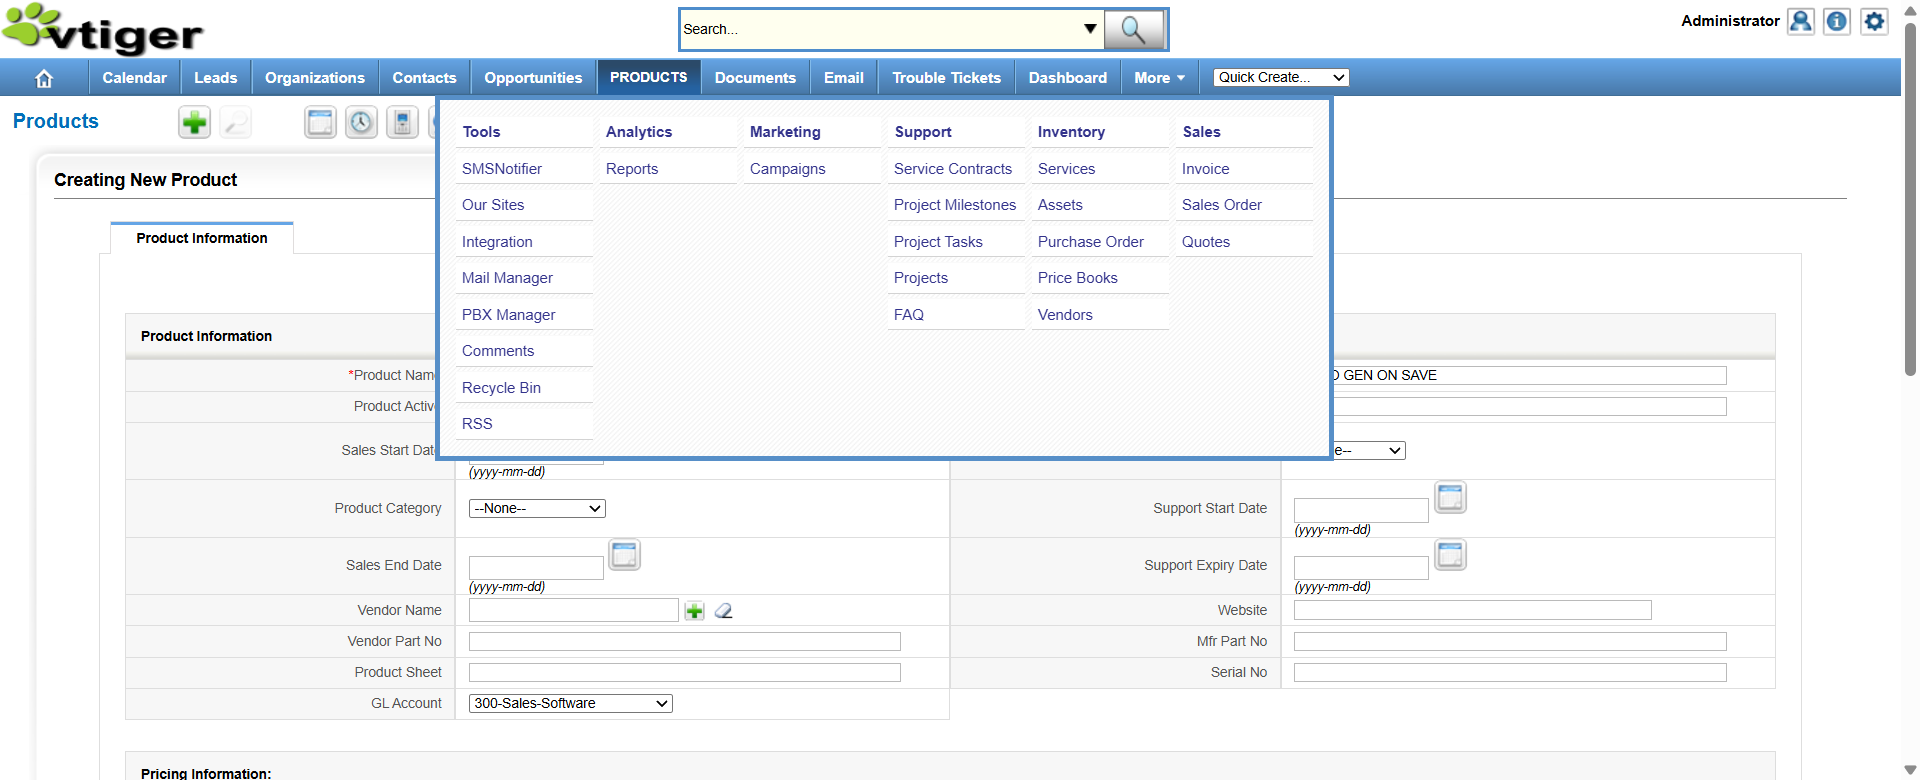 vtiger
Search...
Administrator
Calendar
Leads
Organizations
Contacts
Opportunities
PRODUCTS
Documents
Email
Trouble Tickets
Dashboard
More
Quick Create...
Products
Tools
Analytics
Marketing
Support
Inventory
Sales
SMSNotifier
Reports
Campaigns
Service Contracts
Services
Invoice
Our Sites
Project Milestones
Assets
Sales Order
Integration
Project Tasks
Purchase Order
Quotes
Mail Manager
Projects
Price Books
PBX Manager
FAQ
Vendors
Comments
Recycle Bin
RSS
Creating New Product
Product Information
Product Information
*Product Nam
GEN ON SAVE
Product Activ
Sales Start Dat
(yyyy-mm-dd)
e--
Product Category
--None--
Support Start Date
(yyyy-mm-dd)
Sales End Date
(yyyy-mm-dd)
Support Expiry Date
(yyyy-mm-dd)
Vendor Name
Website
Vendor Part No
Mfr Part No
Product Sheet
Serial No
GL Account
300-Sales-Software
Pricing Information: